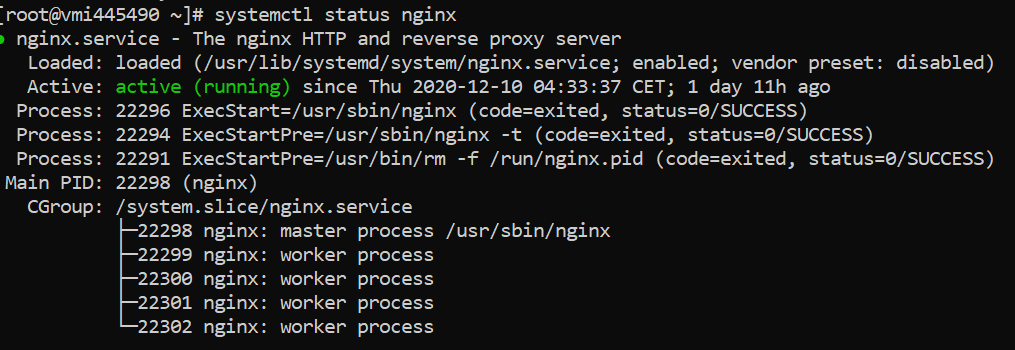 [root@vmi445490 ~]# systemctl status nginx
● nginx.service - The nginx HTTP and reverse proxy server
Loaded: loaded (/usr/lib/systemd/system/nginx.service; enabled; vendor preset: disabled)
Active: active (running) since Thu 2020-12-10 04:33:37 CET; 1 day 11h ago
Process: 22296 ExecStart=/usr/sbin/nginx (code=exited, status=0/SUCCESS)
Process: 22294 ExecStartPre=/usr/sbin/nginx -t (code=exited, status=0/SUCCESS)
Process: 22291 ExecStartPre=/usr/bin/rm -f /run/nginx.pid (code=exited, status=0/SUCCESS)
Main PID: 22298 (nginx)
CGroup: /system.slice/nginx.service
├─22298 nginx: master process /usr/sbin/nginx
├─22299 nginx: worker process
├─22300 nginx: worker process
├─22301 nginx: worker process
└─22302 nginx: worker process